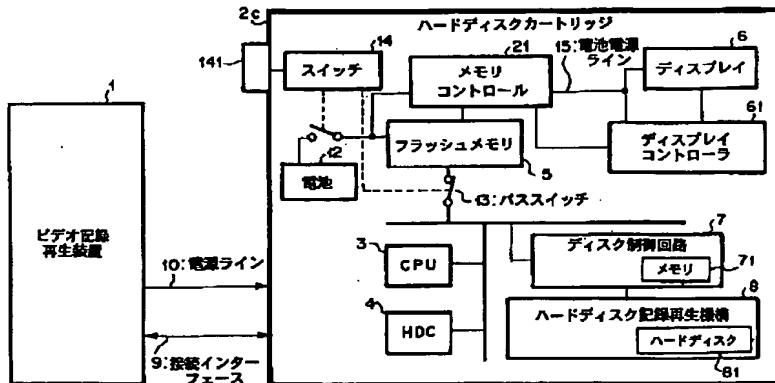 2c
ハードディスクカートリッジ
1
141
14
スイッチ
21
メモリ
コントロール
15:電池電源
ライン
6
ディスプレイ
61
ディスプレイ
コントローラ
フラッシュメモリ
5
12
電池
13:バススイッチ
ビデオ記録
再生装置
10:電源ライン
9:接続インター
フェース
3
CPU
4
HDC
7
ディスク制御回路
メモリ
71
8
ハードディスク記録再生機構
ハードディスク
81